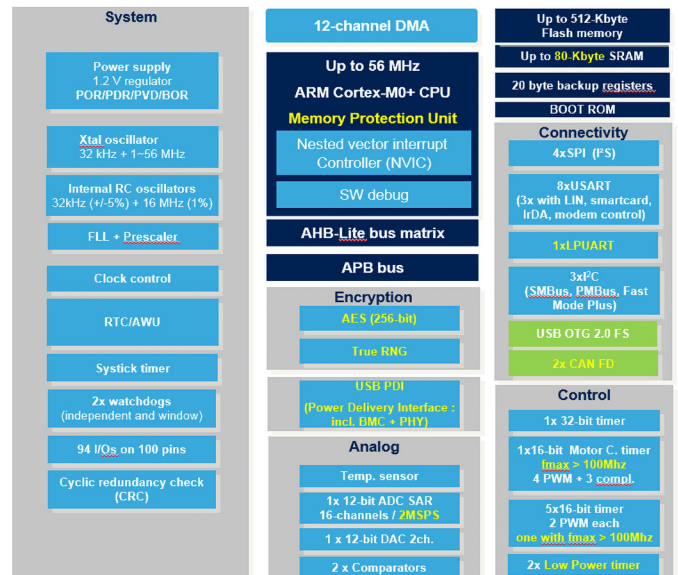 System
Power supply
1.2 V regulator
POR/PDR/PVD/BOR
Xtal oscillator
32 kHz + 1~56 MHz
Internal RC oscillators
32kHz (+/-5%) + 16 MHz (1%)
FLL + Prescaler
Clock control
RTC/AWU
Systick timer
2x watchdogs
(independent and window)
94 I/Os on 100 pins
Cyclic redundancy check
(CRC)
12-channel DMA
Up to 56 MHz
ARM Cortex-M0+ CPU
Memory Protection Unit
Nested vector interrupt
Controller (NVIC)
SW debug
AHB-Lite bus matrix
APB bus
Encryption
AES (256-bit)
True RNG
USB PDI
(Power Delivery Interface :
incl. BMC + PHY)
Analog
Temp. sensor
1x 12-bit ADC SAR
16-channels / 2MSPS
1 x 12-bit DAC 2ch.
2 x Comparators
Up to 512-Kbyte
Flash memory
Up to 80-Kbyte SRAM
20 byte backup registers
BOOT ROM
Connectivity
4xSPI (I²S)
8xUSART
(3x with LIN, smartcard,
IrDA, modem control)
1xLPUART
3xI²C
(SMBus, PMBus, Fast
Mode Plus)
USB OTG 2.0 FS
2x CAN FD
Control
1x 32-bit timer
1x16-bit Motor C. timer
fmax > 100Mhz
4 PWM + 3 compl.
5x16-bit timer
2 PWM each
one with fmax > 100Mhz
2x Low Power timer